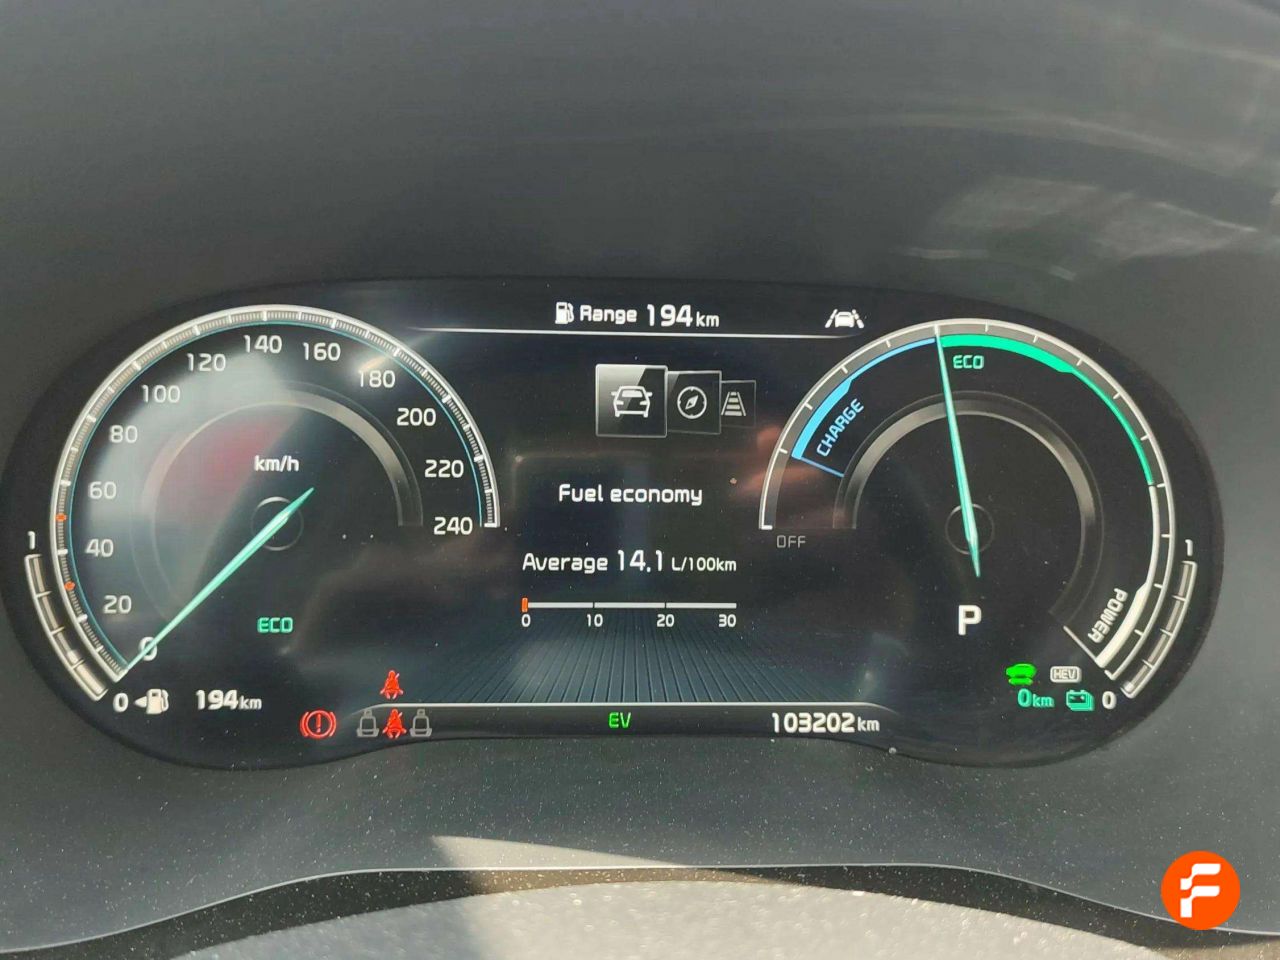 Range 194 km
140
120
160
100
180
80
200
60
220
40
240
20
0
km/h
ECO
1
0
194km
Fuel economy
Average 14.1 L/100km
0 10 20 30
EV
103202km
CHARGE
ECO
OFF
POWER
P
1
HEV
0km
0
F